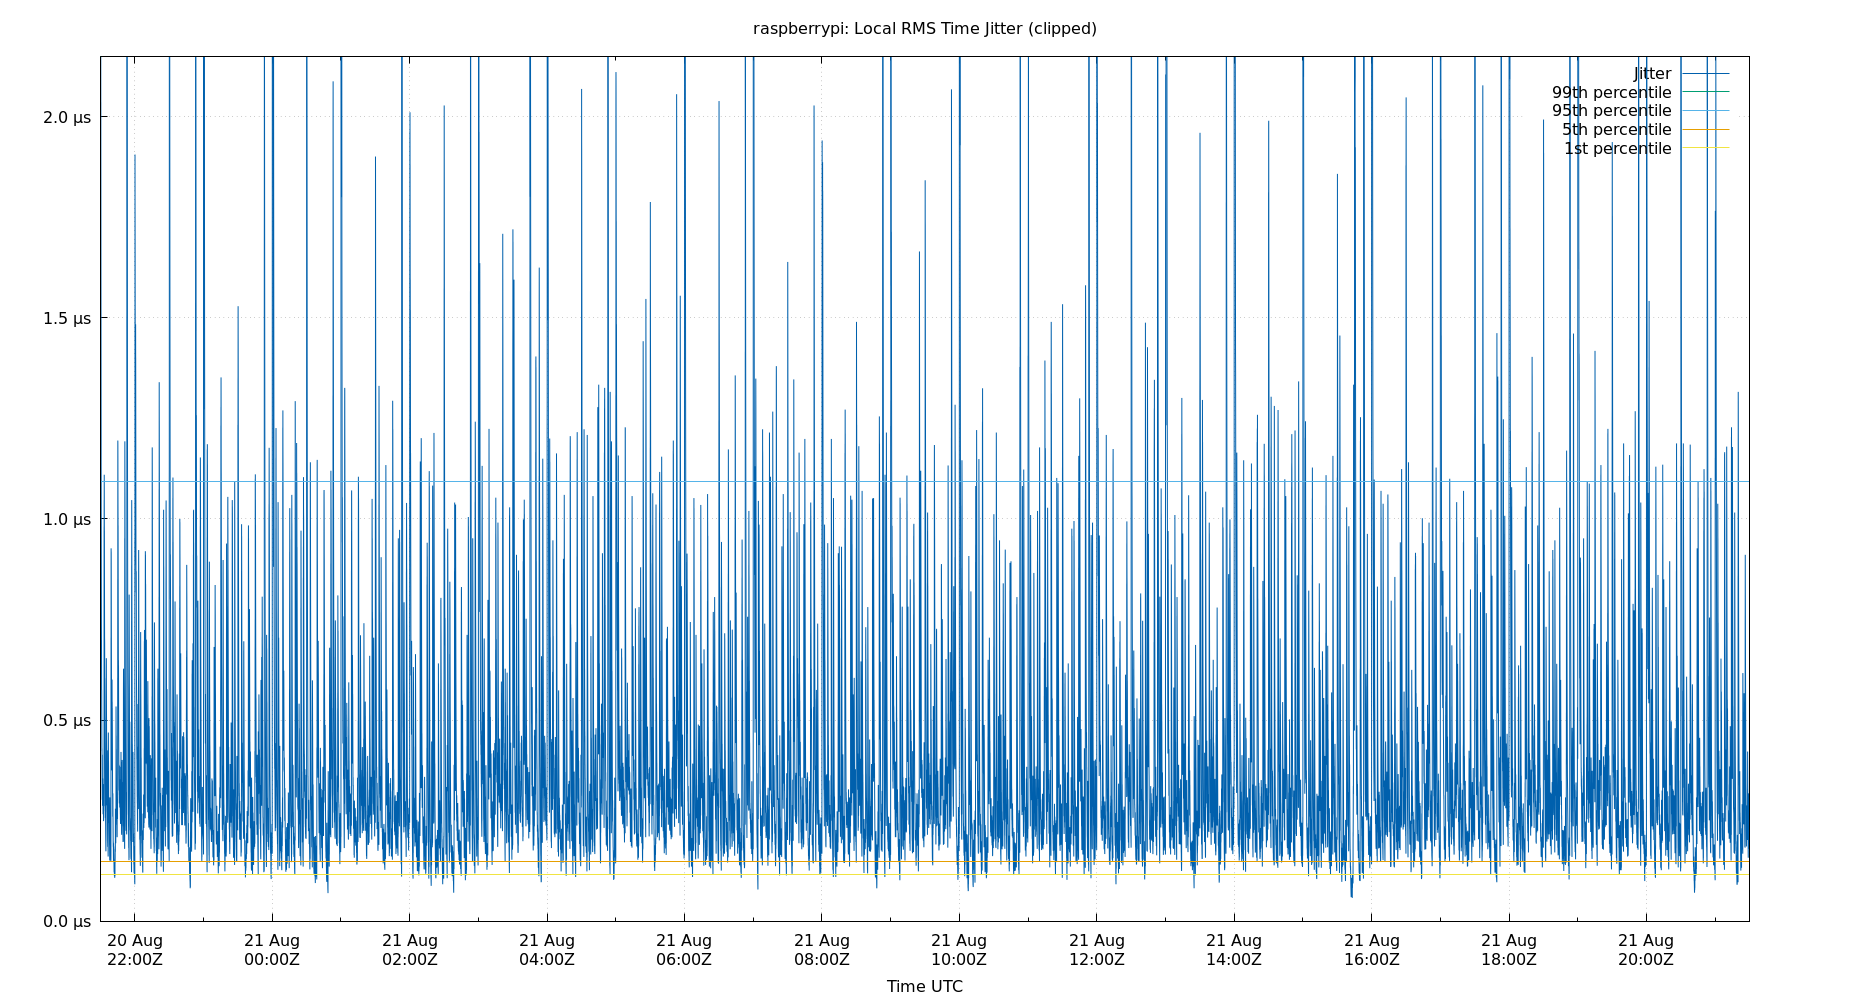 raspberrypi: Local RMS Time Jitter (clipped)
Jitter
99th percentile
95th percentile
5th percentile
1st percentile
2.0 µs
1.5 µs
1.0 µs
0.5 µs
0.0 µs
20 Aug 21 Aug 21 Aug 21 Aug 21 Aug 21 Aug 21 Aug 21 Aug 21 Aug 21 Aug 21 Aug 21 Aug
22:00Z 00:00Z 02:00Z 04:00Z 06:00Z 08:00Z 10:00Z 12:00Z 14:00Z 16:00Z 18:00Z 20:00Z
Time UTC